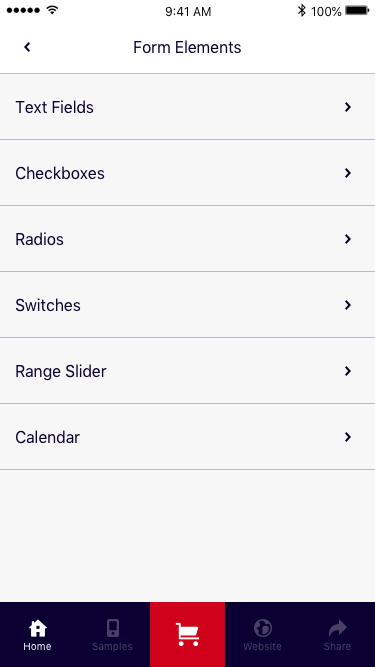 9:41 AM 100%
Form Elements
Text Fields
Checkboxes
Radios
Switches
Range Slider
Calendar
Home Samples Website Share